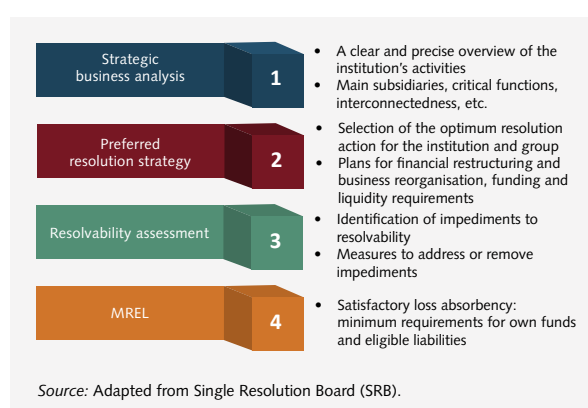 Strategic
business analysis
1
• A clear and precise overview of the
institution's activities
• Main subsidiaries, critical functions,
interconnectedness, etc.
Preferred
resolution strategy
2
• Selection of the optimum resolution
action for the institution and group
• Plans for financial restructuring and
business reorganisation, funding and
liquidity requirements
Resolvability assessment
3
• Identification of impediments to
resolvability
• Measures to address or remove
impediments
MREL
4
• Satisfactory loss absorbency:
minimum requirements for own funds
and eligible liabilities
Source: Adapted from Single Resolution Board (SRB).